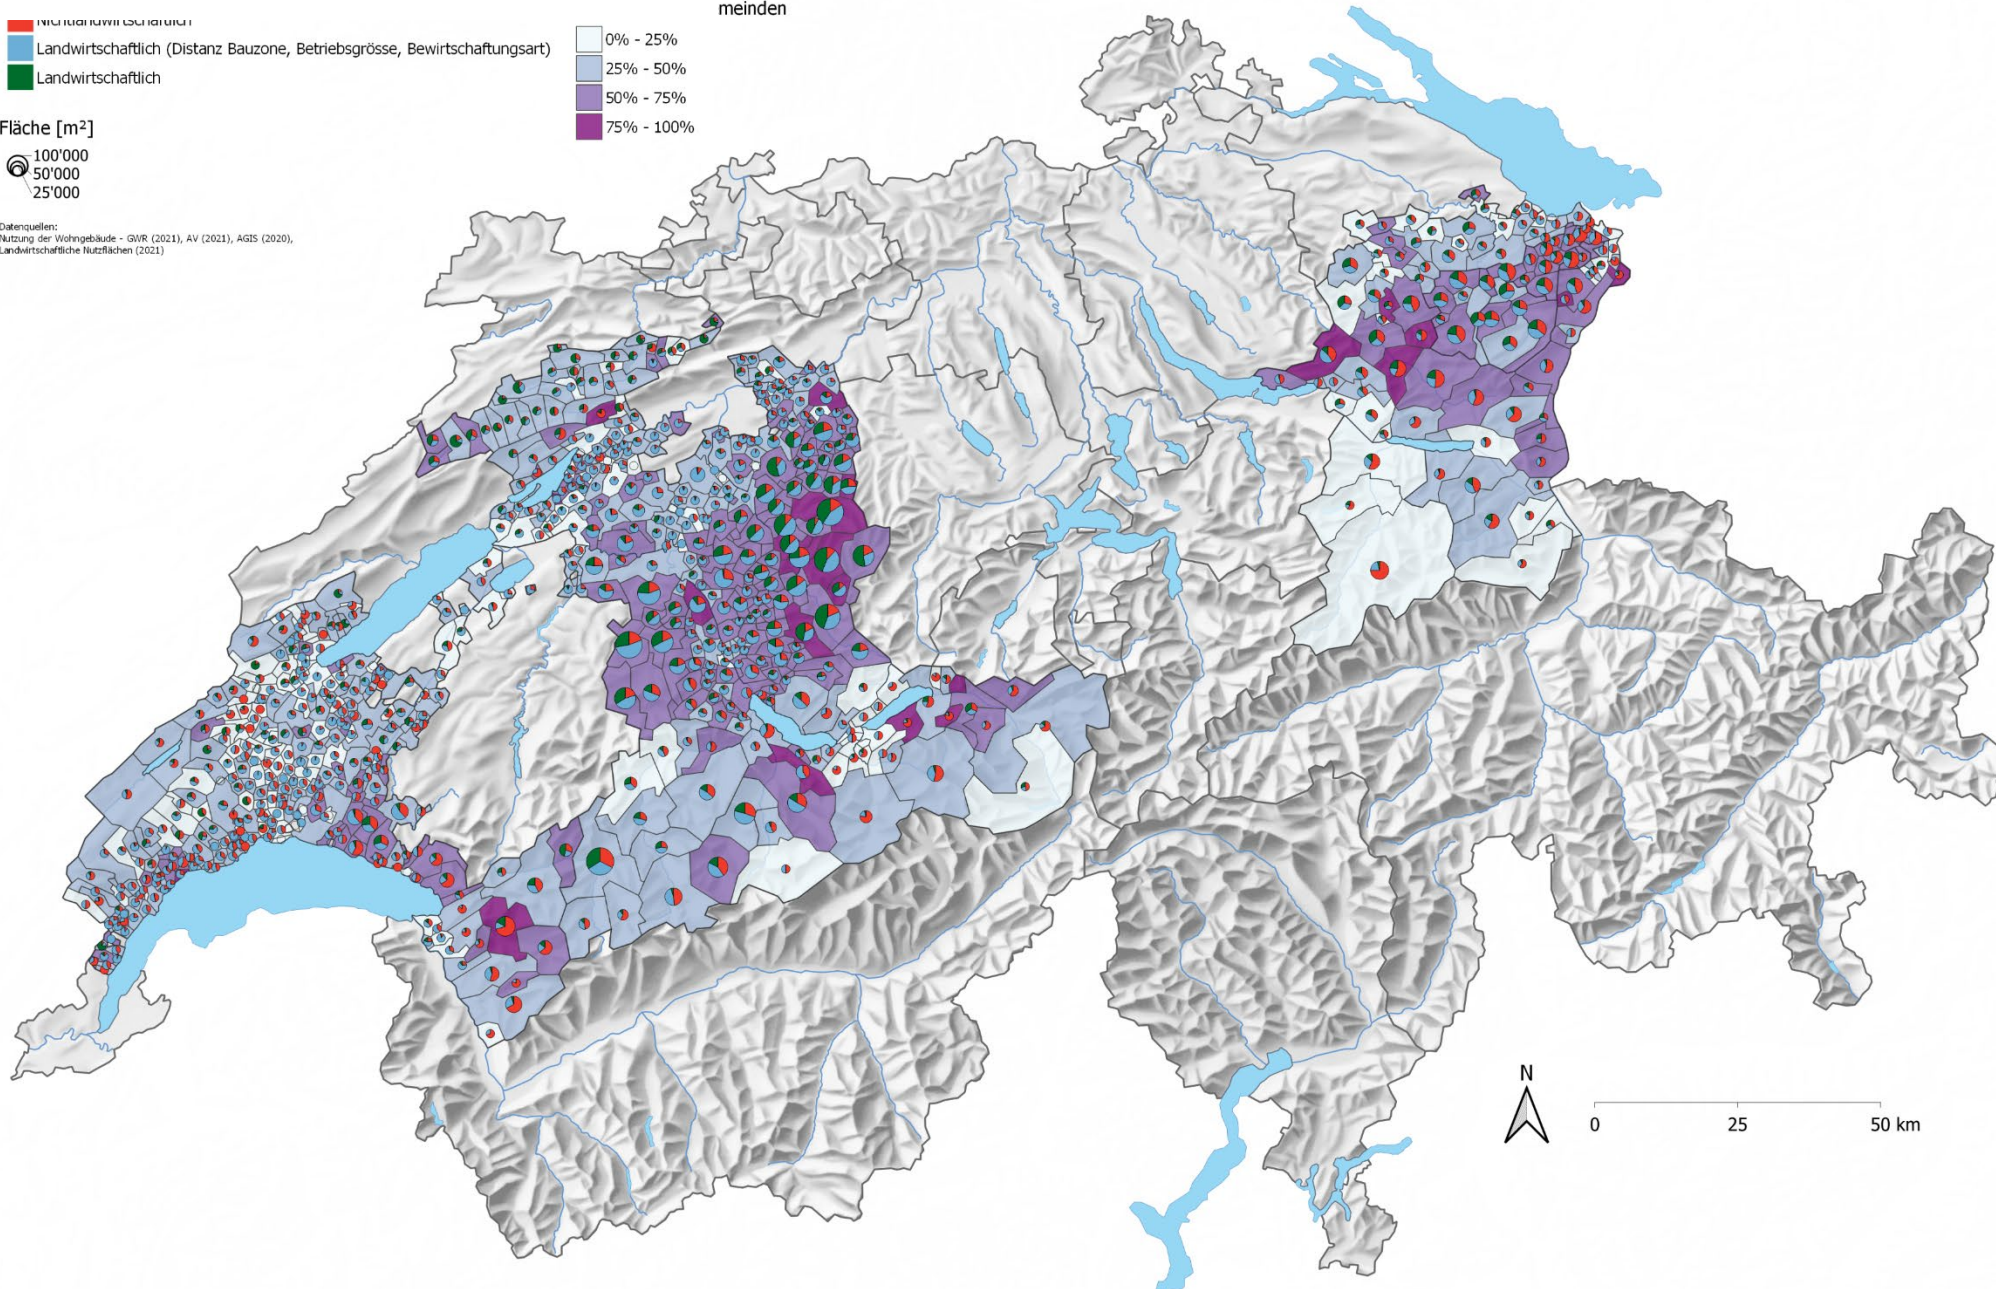 meinden
Nichtlandwirtschaftlich
Landwirtschaftlich (Distanz Bauzone, Betriebsgrösse, Bewirtschaftungsart)
Landwirtschaftlich
0% - 25%
25% - 50%
50% - 75%
75% - 100%
Fläche [m²]
100'000
50'000
25'000
Datenquellen:
Nutzung der Wohngebäude - GWR (2021), AV (2021), AGIS (2020),
Landwirtschaftliche Nutzflächen (2021)
N
0 25 50 km